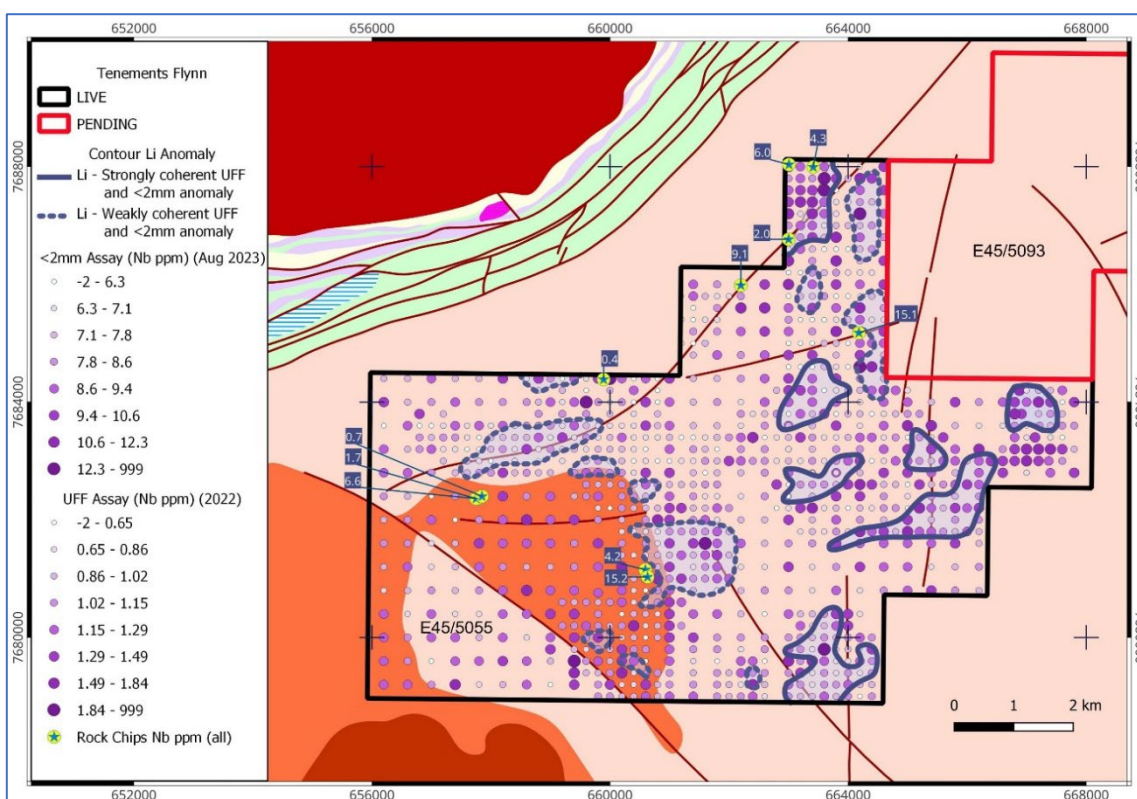 652000 656000 660000 664000 668000
Tenements Flynn
LIVE
PENDING
Contour Li Anomaly
Li - Strongly coherent UFF
and <2mm anomaly
Li - Weakly coherent UFF
and <2mm anomaly
<2mm Assay (Nb ppm) (Aug 2023)
-2 - 6.3
6.3 - 7.1
7.1 - 7.8
7.8 - 8.6
8.6 - 9.4
9.4 - 10.6
10.6 - 12.3
12.3 - 999
UFF Assay (Nb ppm) (2022)
-2 - 0.65
0.65 - 0.86
0.86 - 1.02
1.02 - 1.15
1.15 - 1.29
1.29 - 1.49
1.49 - 1.84
1.84 - 999
Rock Chips Nb ppm (all)
7688000
7684000
7680000
6.0
4.3
2.0
9.1
E45/5093
15.1
0.4
0.7
1.7
6.6
4.2
15.2
E45/5055
0 1 2 km
652000 656000 660000 664000 668000